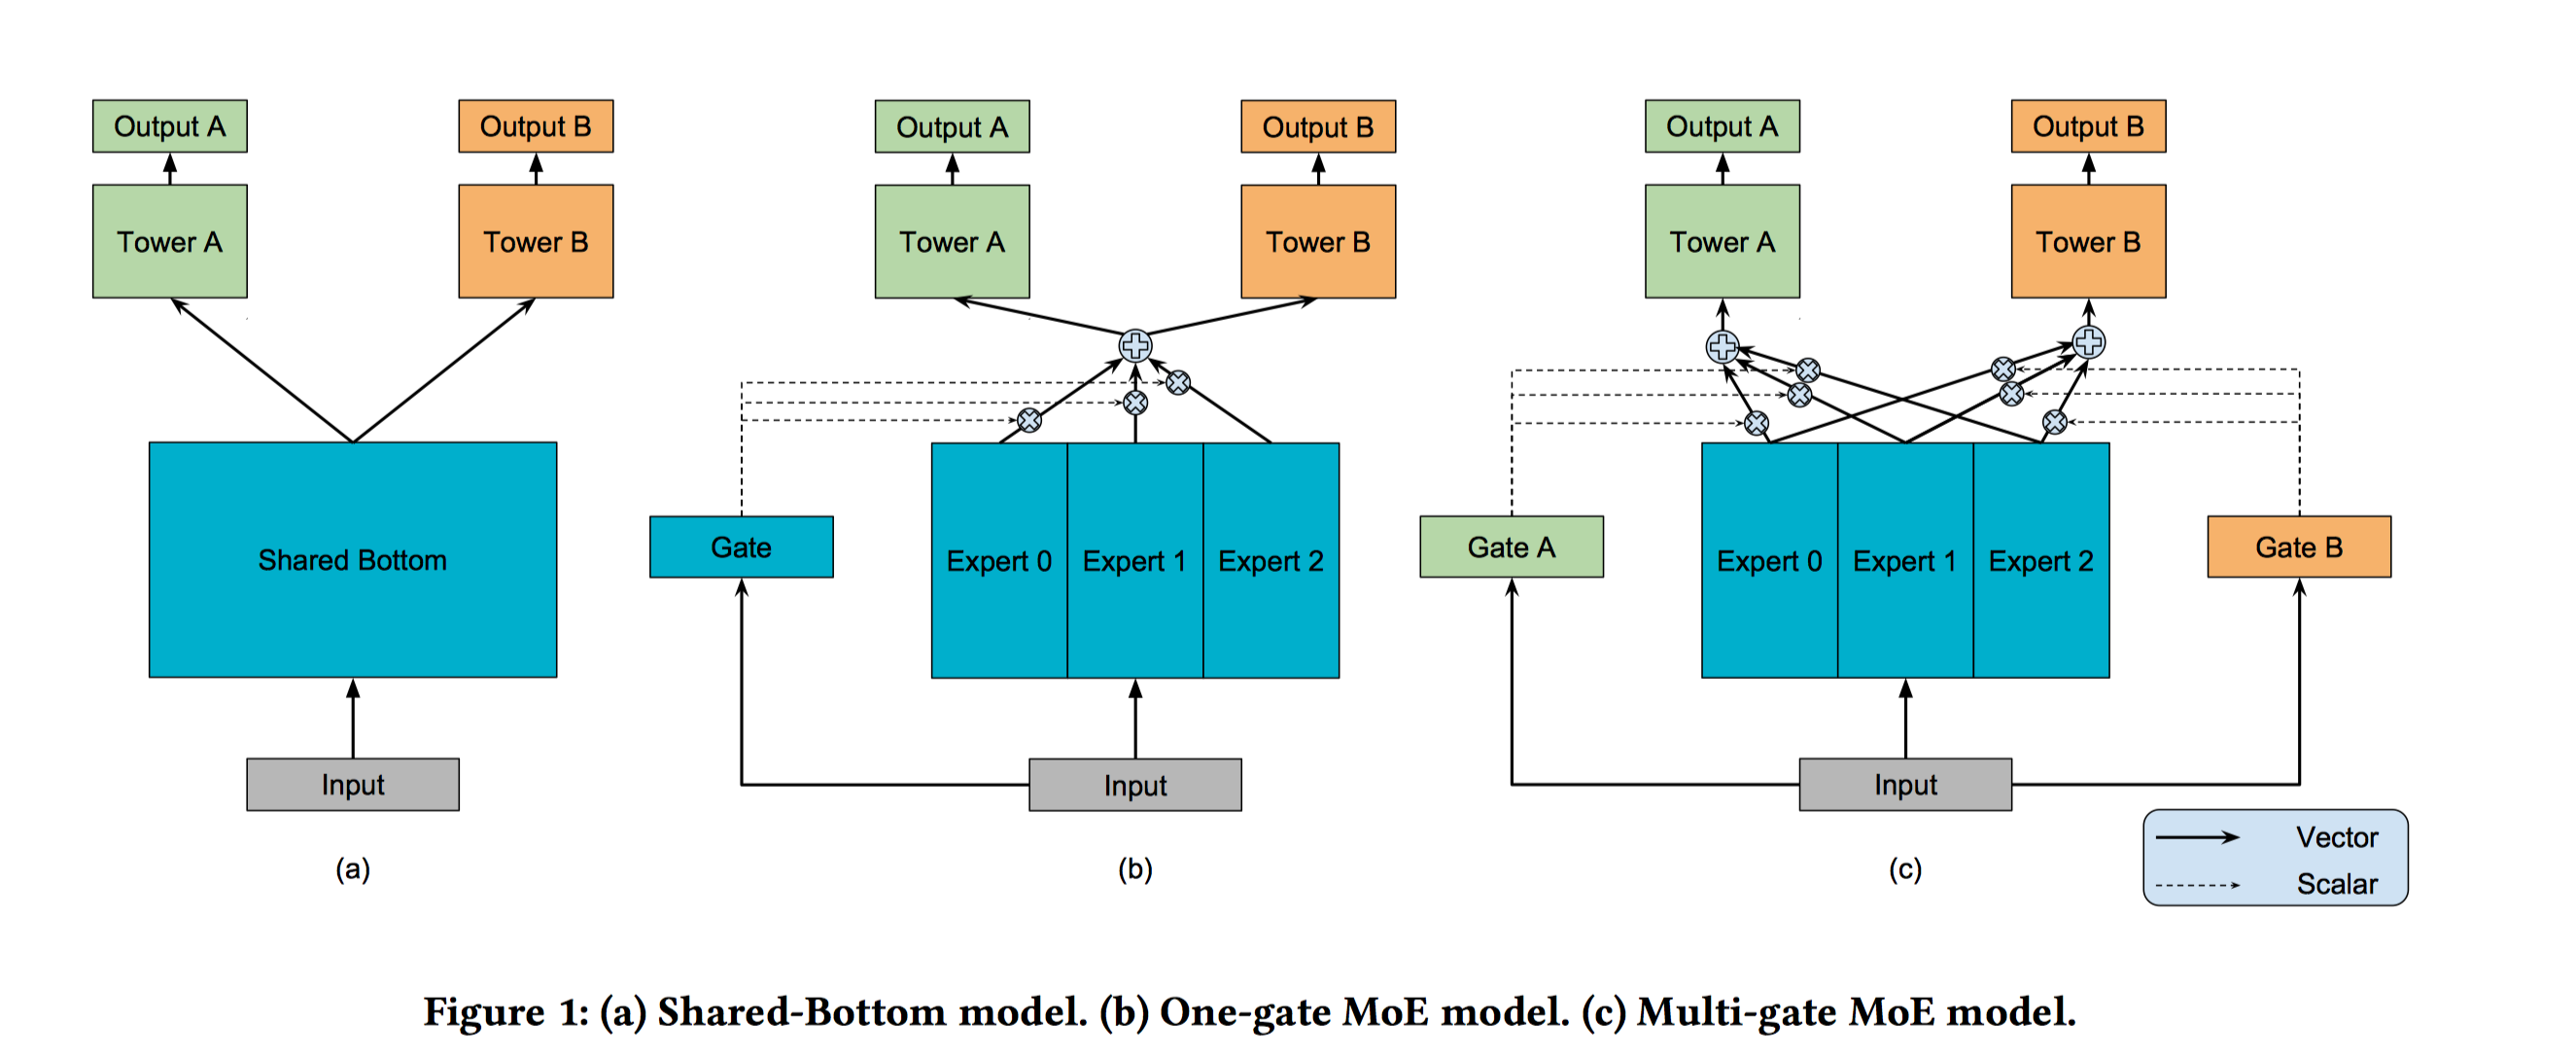 Output A
Output B
Tower A
Tower B
Shared Bottom
Input
(a)
Output A
Output B
Tower A
Tower B
Gate
Expert 0
Expert 1
Expert 2
Input
(b)
Output A
Output B
Tower A
Tower B
Gate A
Expert 0
Expert 1
Expert 2
Gate B
Input
(c)
Vector
Scalar
Figure 1: (a) Shared-Bottom model. (b) One-gate MoE model. (c) Multi-gate MoE model.